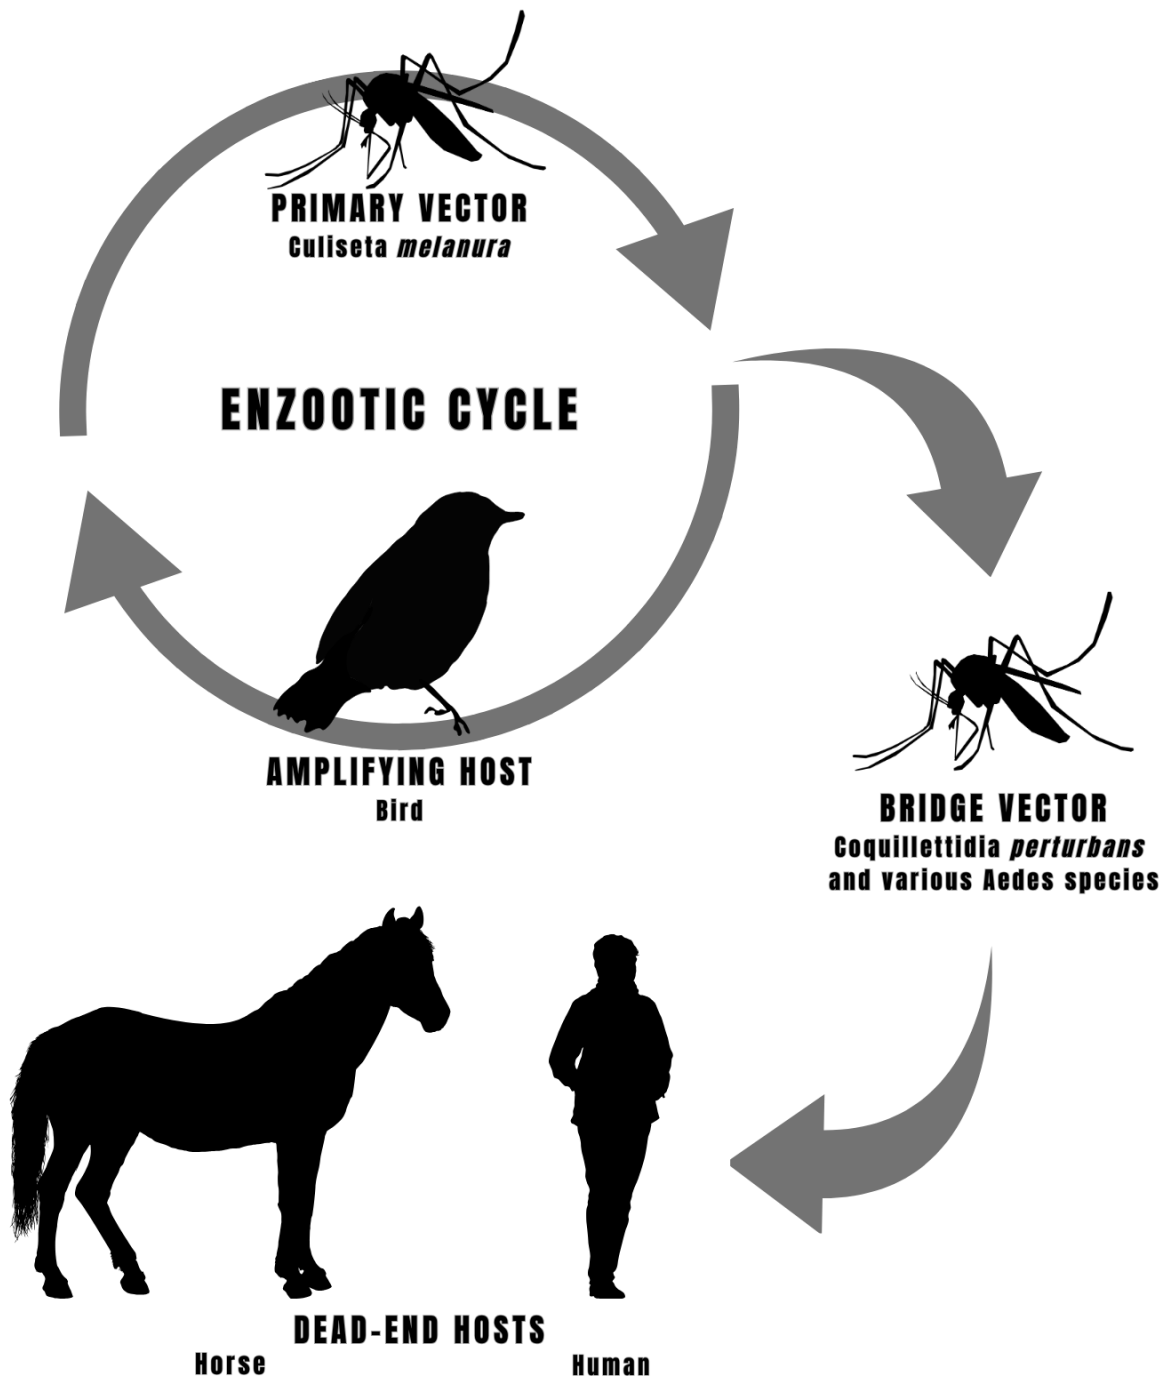 PRIMARY VECTOR
Culiseta melanura
ENZOOTIC CYCLE
AMPLIFYING HOST
Bird
BRIDGE VECTOR
Coquillettidia perturbans
and various Aedes species
DEAD-END HOSTS
Horse
Human